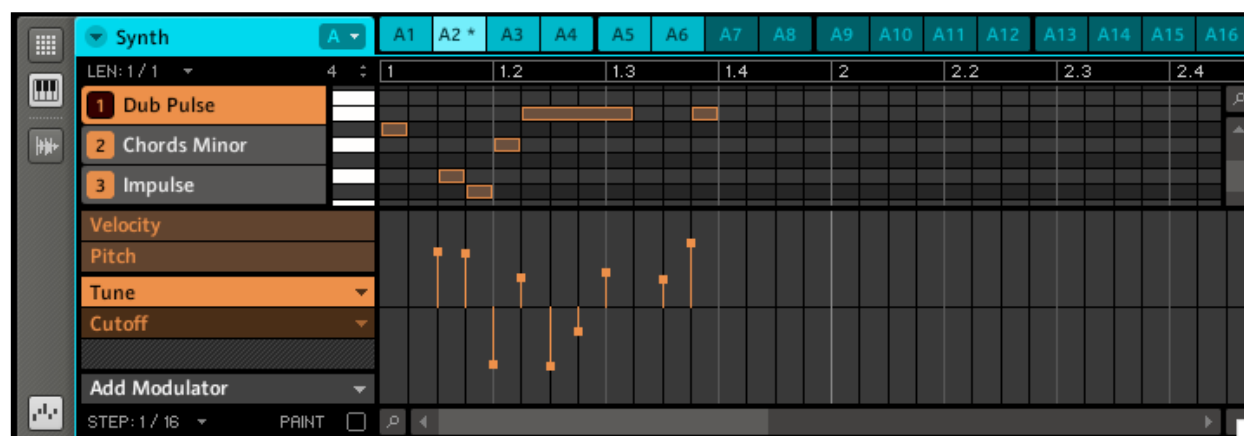 Synth A A1 A2 * A3 A4 A5 A6 A7 A8 A9 A10 A11 A12 A13 A14 A15 A16
LEN: 1 / 1 4 1 1.2 1.3 1.4 2 2.2 2.3 2.4
1 Dub Pulse
2 Chords Minor
3 Impulse
Velocity
Pitch
Tune
Cutoff
Add Modulator
STEP: 1 / 16 PAINT